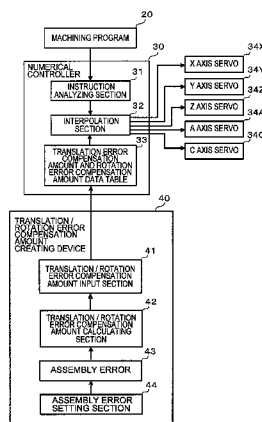 20
MACHINING PROGRAM
30
NUMERICAL
CONTROLLER
31
INSTRUCTION
ANALYZING SECTION
32
INTERPOLATION
SECTION
33
TRANSLATION ERROR
COMPENSATION
AMOUNT AND ROTATION
ERROR COMPENSATION
AMOUNT DATA TABLE
34X
X AXIS SERVO
34Y
Y AXIS SERVO
34Z
Z AXIS SERVO
34A
A AXIS SERVO
34C
C AXIS SERVO
40
TRANSLATION /
ROTATION ERROR
COMPENSATION
AMOUNT
CREATING DEVICE
41
TRANSLATION / ROTATION
ERROR COMPENSATION
AMOUNT INPUT SECTION
42
TRANSLATION / ROTATION
ERROR COMPENSATION
AMOUNT CALCULATING
SECTION
43
ASSEMBLY ERROR
44
ASSEMBLY ERROR
SETTING SECTION